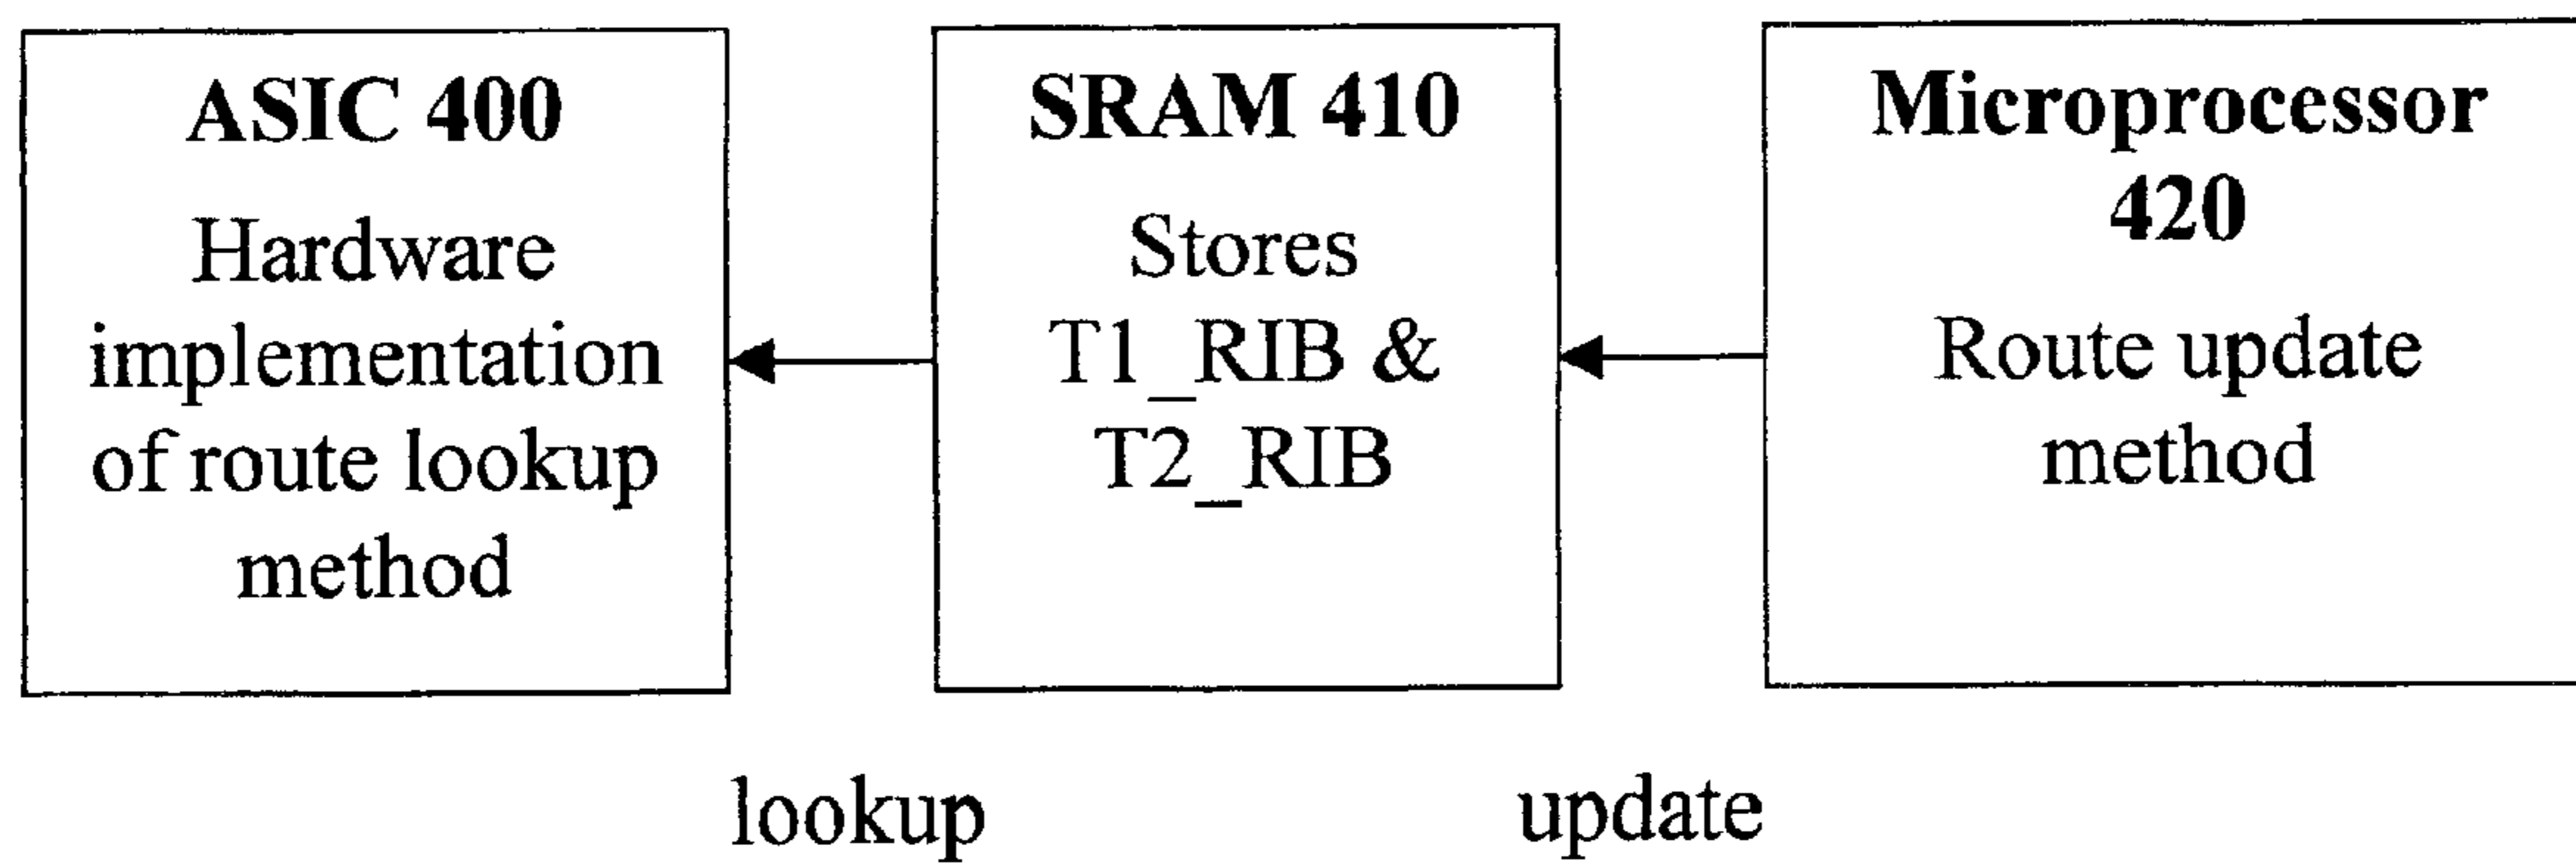 ASIC 400
Hardware
implementation
of route lookup
method
SRAM 410
Stores
T1_RIB &
T2_RIB
Microprocessor
420
Route update
method
lookup
update